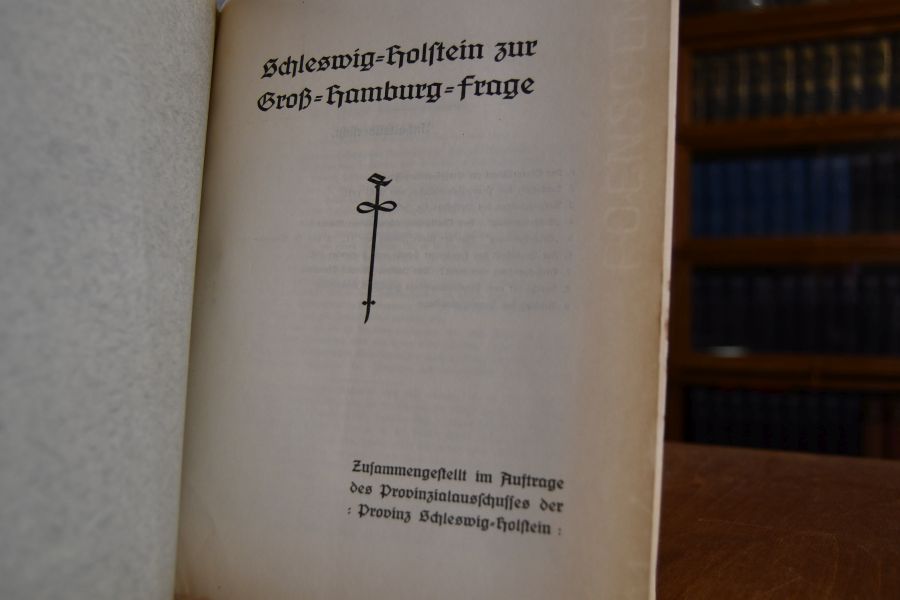 Schleswig-Holstein zur
Groß-Hamburg-Frage
Zusammengestellt im Auftrage
des Provinzialausschusses der
: Provinz Schleswig-Holstein :